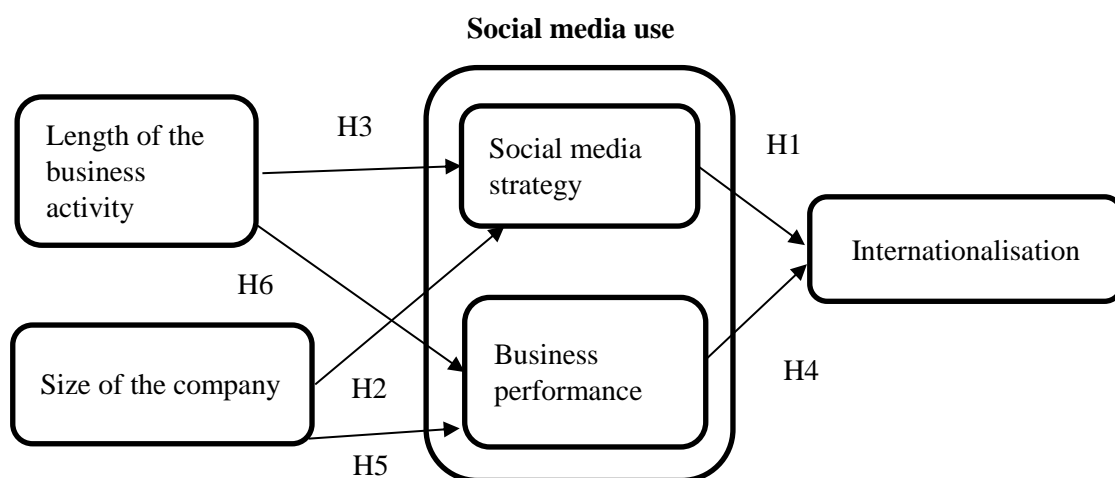 Social media use
Length of the
business
activity
H3
Social media
strategy
H1
Internationalisation
H6
Size of the company
H2
Business
performance
H4
H5